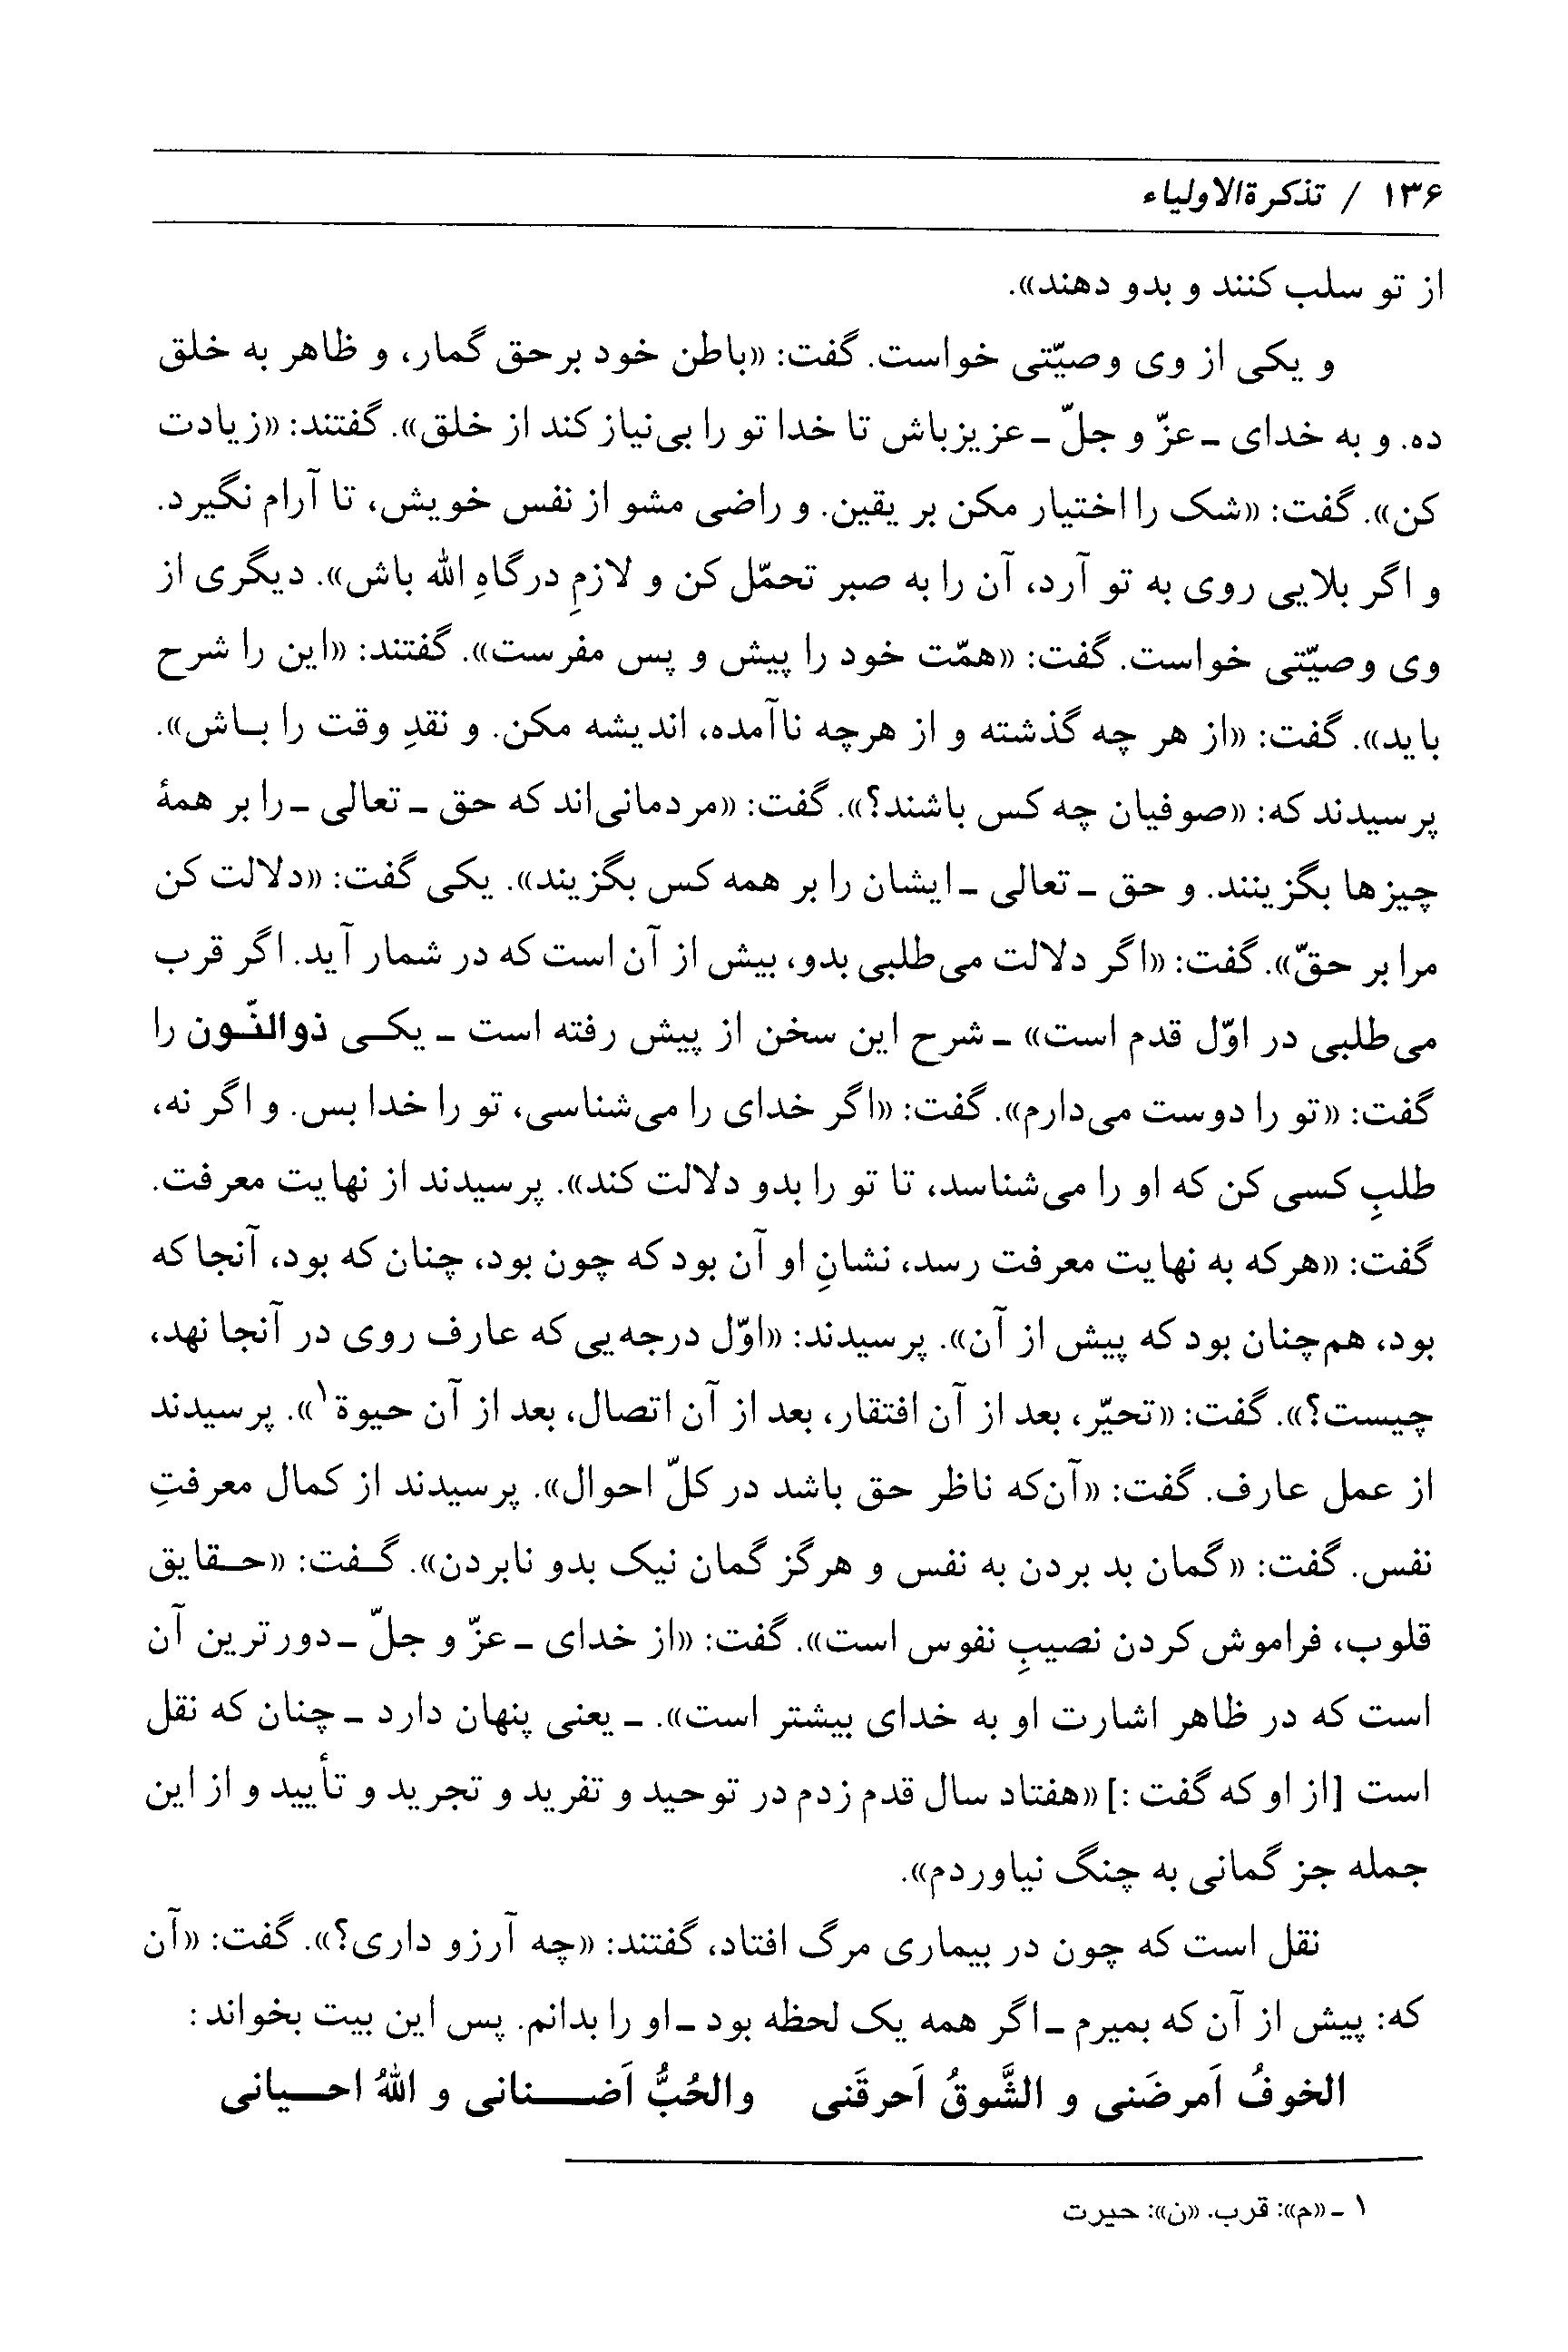 ۱۳۶ / تذکرةالاولیاء
از تو سلب کنند و بدو دهند».
و یکی از وی وصیّتی خواست. گفت: «باطن خود برحق گمار، و ظاهر به خلق
ده. و به خدای ـ عزّ و جلّ ـ عزیزباش تا خدا تو را بی‌نیاز کند از خلق». گفتند: «زیادت
کن». گفت: «شک را اختیار مکن بر یقین. و راضی مشو از نفس خویش، تا آرام نگیرد.
و اگر بلایی روی به تو آرد، آن را به صبر تحمّل کن و لازمِ درگاهِ الله باش». دیگری از
وی وصیّتی خواست. گفت: «همّت خود را پیش و پس مفرست». گفتند: «این را شرح
باید». گفت: «از هر چه گذشته و از هرچه ناآمده، اندیشه مکن. و نقدِ وقت را باش».
پرسیدند که: «صوفیان چه کس باشند؟». گفت: «مردمانی‌اند که حق ـ تعالی ـ را بر همهٔ
چیزها بگزینند. و حق ـ تعالی ـ ایشان را بر همه کس بگزیند». یکی گفت: «دلالت کن
مرا بر حقّ». گفت: «اگر دلالت می‌طلبی بدو، بیش از آن است که در شمار آید. اگر قرب
می‌طلبی در اوّل قدم است» ـ شرح این سخن از پیش رفته است ـ یکی ذوالنّون را
گفت: «تو را دوست می‌دارم». گفت: «اگر خدای را می‌شناسی، تو را خدا بس. و اگر نه،
طلبِ کسی کن که او را می‌شناسد، تا تو را بدو دلالت کند». پرسیدند از نهایت معرفت.
گفت: «هرکه به نهایت معرفت رسد، نشانِ او آن بود که چون بود، چنان که بود، آنجا که
بود، هم‌چنان بود که پیش از آن». پرسیدند: «اوّل درجه‌یی که عارف روی در آنجا نهد،
چیست؟». گفت: «تحیّر، بعد از آن افتقار، بعد از آن اتصال، بعد از آن حیوة۱». پرسیدند
از عمل عارف. گفت: «آن‌که ناظر حق باشد در کلّ احوال». پرسیدند از کمال معرفتِ
نفس. گفت: «گمان بد بردن به نفس و هرگز گمان نیک بدو نابردن». گفت: «حقایق
قلوب، فراموش کردن نصیبِ نفوس است». گفت: «از خدای ـ عزّ و جلّ ـ دورترین آن
است که در ظاهر اشارت او به خدای بیشتر است». ـ یعنی پنهان دارد ـ چنان که نقل
است [از او که گفت :] «هفتاد سال قدم زدم در توحید و تفرید و تجرید و تأیید و از این
جمله جز گمانی به چنگ نیاوردم».
نقل است که چون در بیماری مرگ افتاد، گفتند: «چه آرزو داری؟». گفت: «آن
که: پیش از آن که بمیرم ـ اگر همه یک لحظه بود ـ او را بدانم. پس این بیت بخواند :
الخوفُ اَمرضَنی و الشَّوقُ اَحرقَنی والحُبُّ اَضنانی و اللهُ احیانی
۱ ـ «م»: قرب. «ن»: حیرت